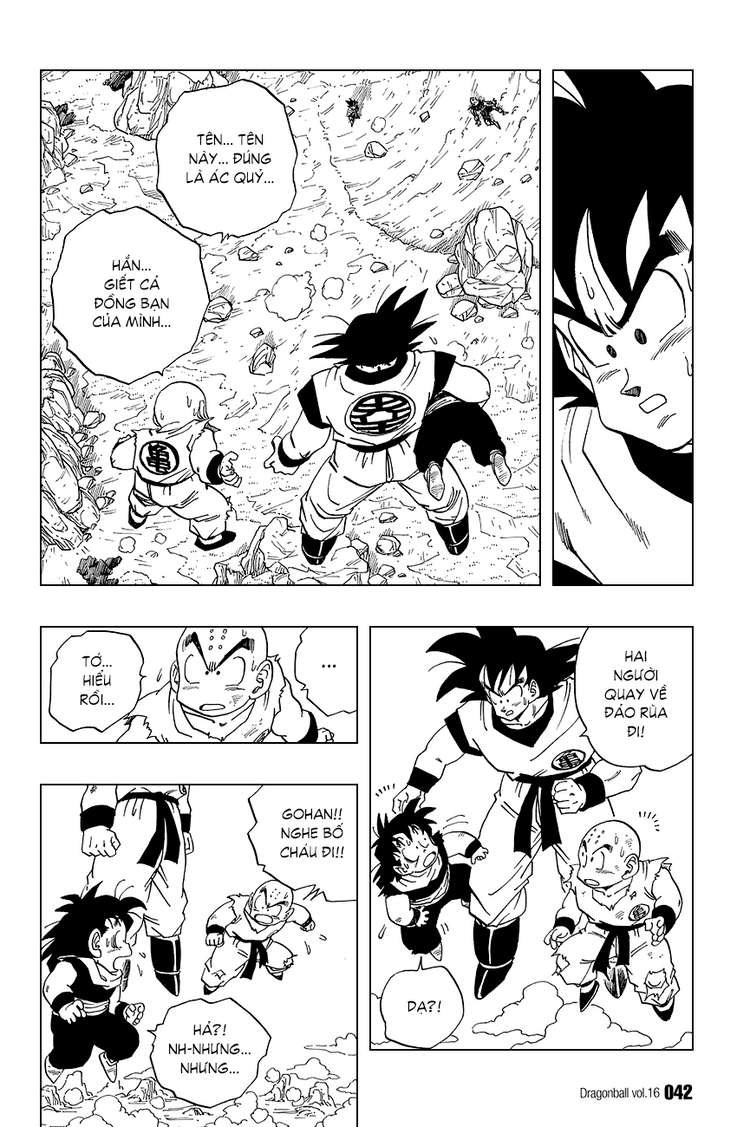 TÊN... TÊN
NÀY... ĐÚNG
LÀ ÁC QUỶ...
HẮN...
GIẾT CẢ
ĐỒNG BẠN
CỦA MÌNH...
亀
HAI
NGƯỜI
QUAY VỀ
ĐẢO RÙA
ĐI!
DẠ?!
...
TỚ...
HIỂU
RỒI...
GOHAN!!
NGHE BỐ
CHÁU ĐI!!
HẢ?!
NH-NHƯNG...
NHƯNG...
Dragonball vol.16 042